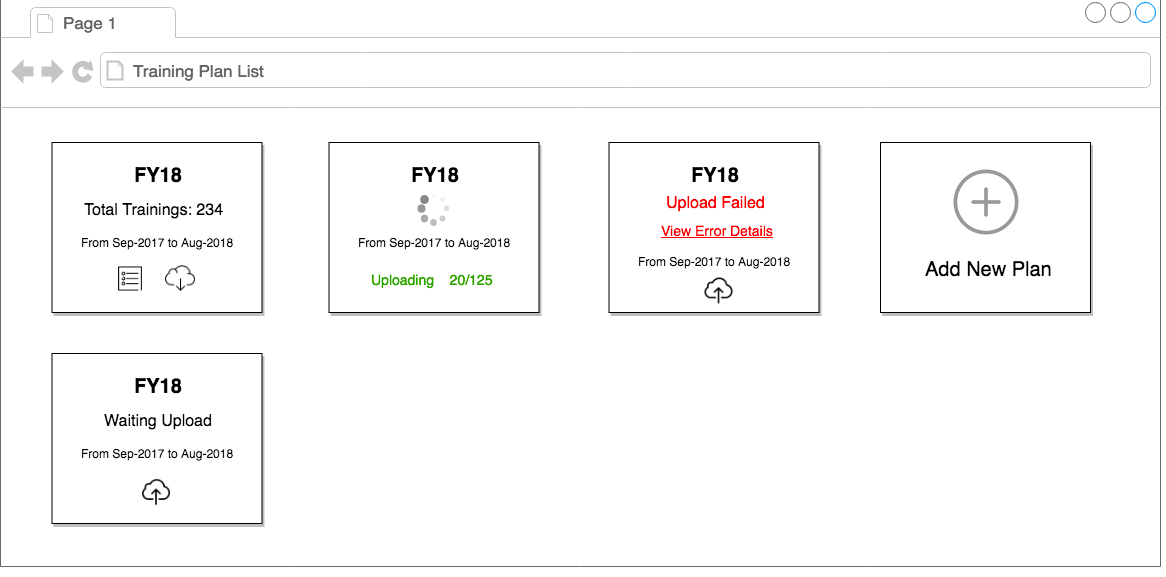 Page 1
Training Plan List
FY18
Total Trainings: 234
From Sep-2017 to Aug-2018
FY18
From Sep-2017 to Aug-2018
Uploading 20/125
FY18
Upload Failed
View Error Details
From Sep-2017 to Aug-2018
Add New Plan
FY18
Waiting Upload
From Sep-2017 to Aug-2018